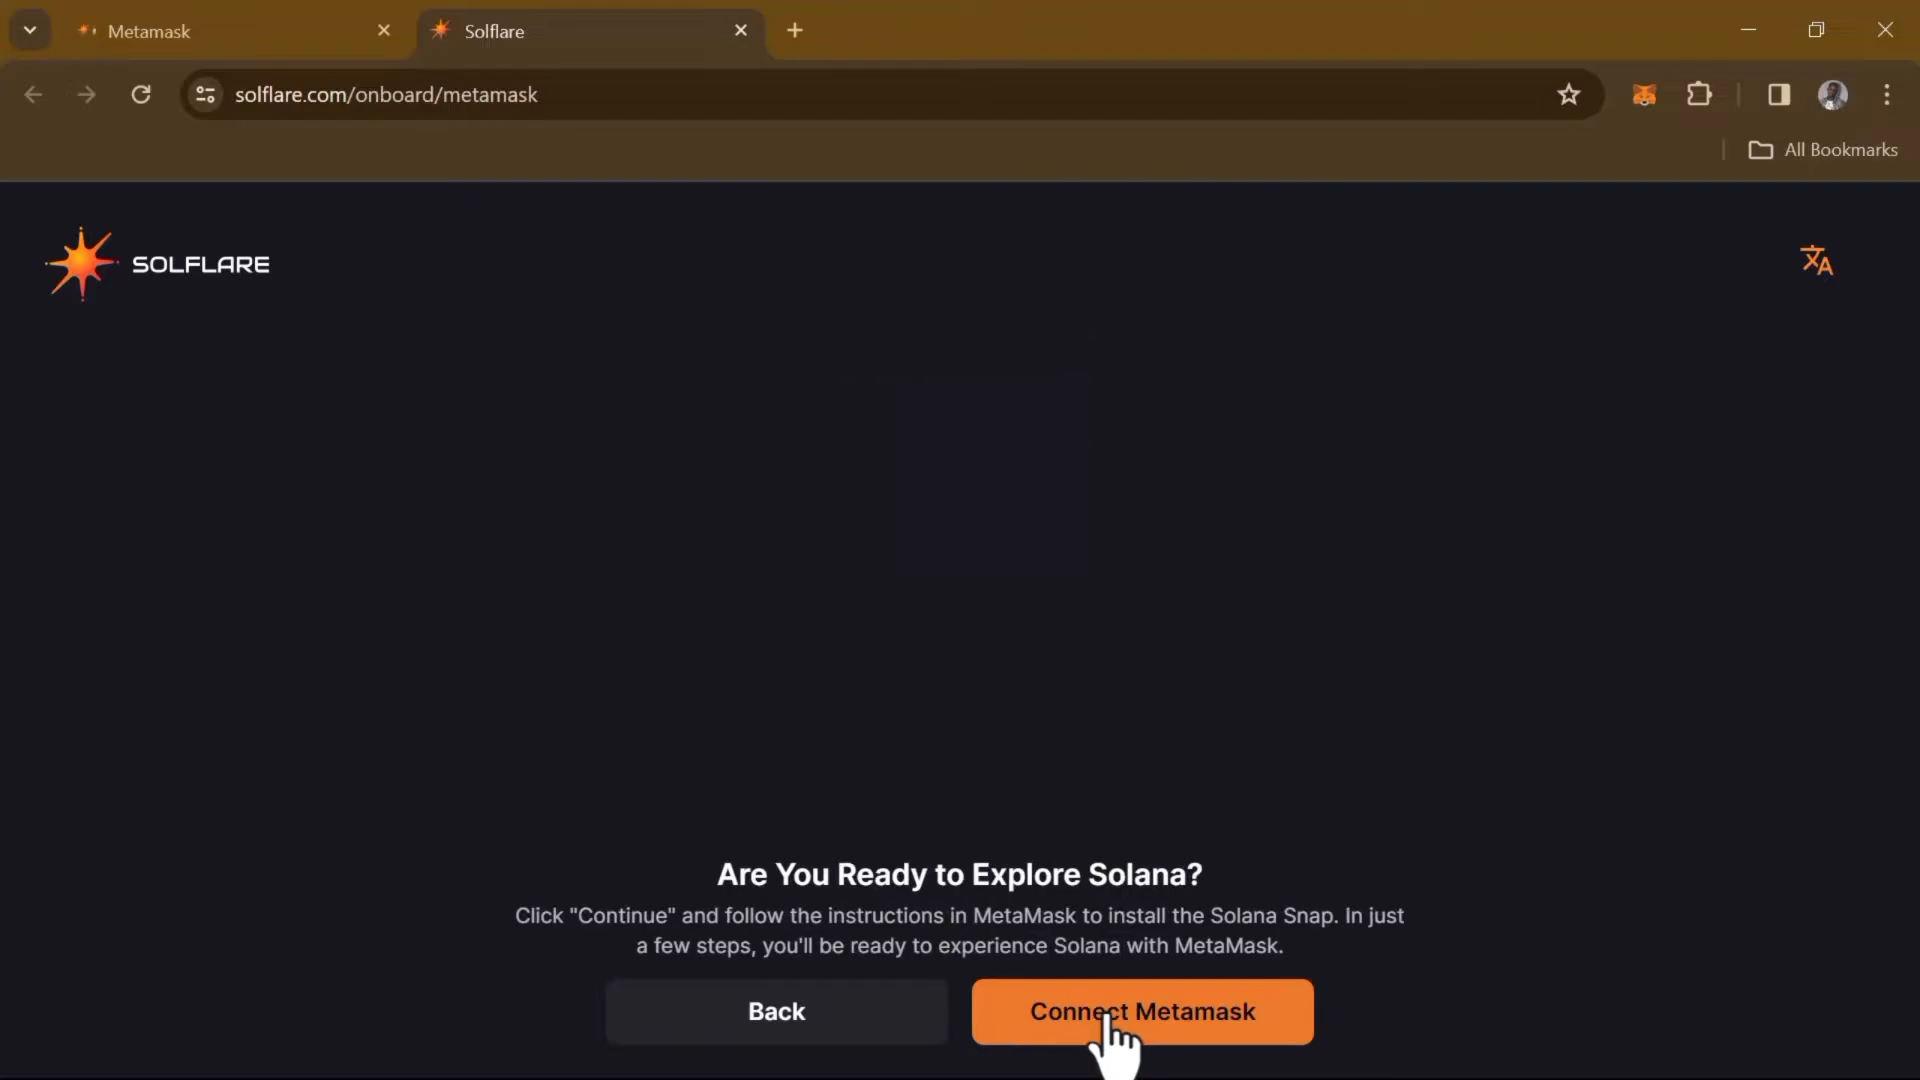 Metamask
Solflare
solflare.com/onboard/metamask
All Bookmarks
SOLFLARE
Are You Ready to Explore Solana?
Click "Continue" and follow the instructions in MetaMask to install the Solana Snap. In just
a few steps, you'll be ready to experience Solana with MetaMask.
Back
Connect Metamask